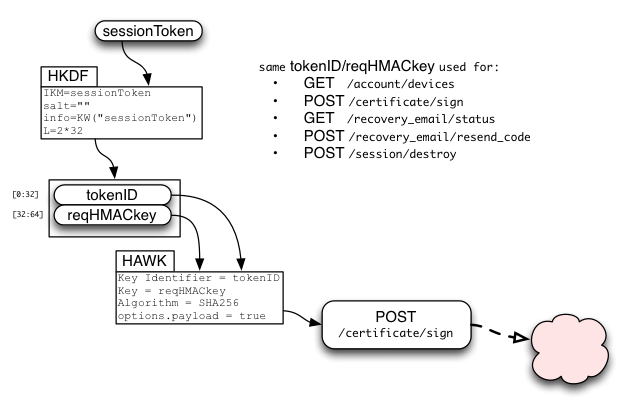 sessionToken
HKDF
IKM=sessionToken
salt=""
info=KW("sessionToken")
L=2*32
same tokenID/reqHMACkey used for:
• GET /account/devices
• POST /certificate/sign
• GET /recovery_email/status
• POST /recovery_email/resend_code
• POST /session/destroy
[0:32] tokenID
[32:64] reqHMACkey
HAWK
Key Identifier = tokenID
Key = reqHMACkey
Algorithm = SHA256
options.payload = true
POST
/certificate/sign